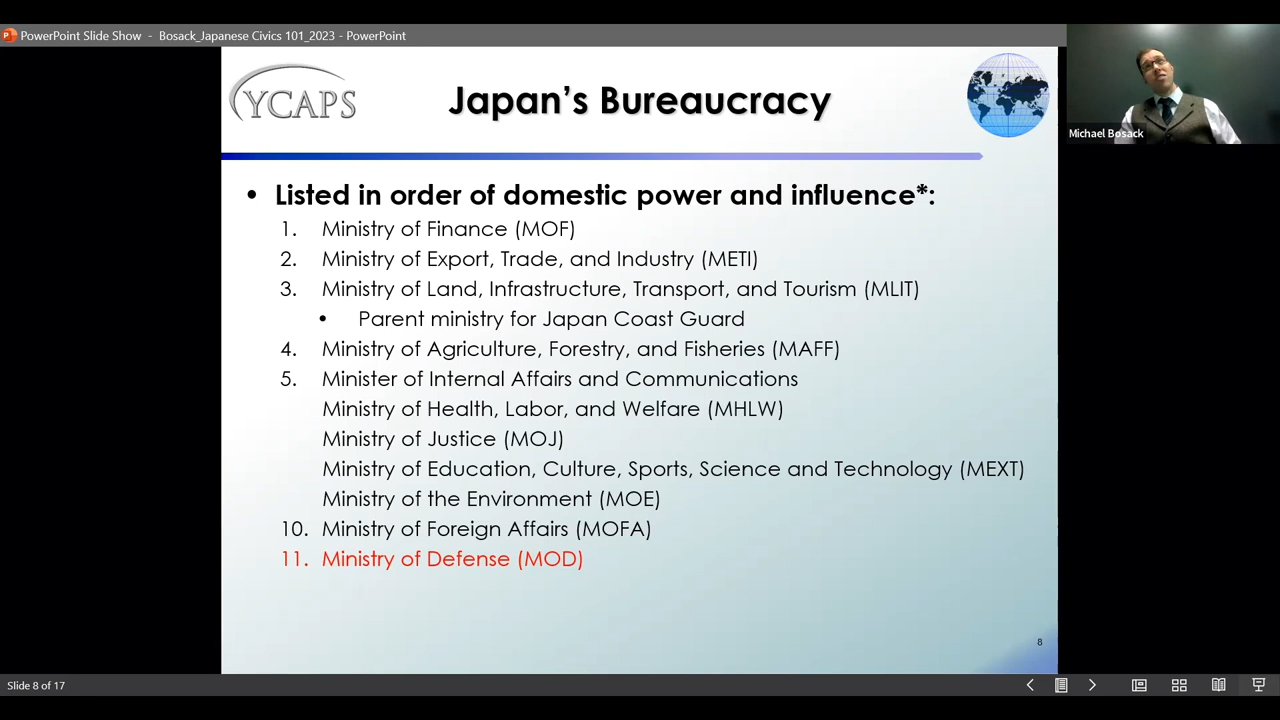 PowerPoint Slide Show - Bosack_Japanese Civics 101_2023 - PowerPoint
YCAPS
Japan's Bureaucracy
Michael Bosack
• Listed in order of domestic power and influence*:
1. Ministry of Finance (MOF)
2. Ministry of Export, Trade, and Industry (METI)
3. Ministry of Land, Infrastructure, Transport, and Tourism (MLIT)
• Parent ministry for Japan Coast Guard
4. Ministry of Agriculture, Forestry, and Fisheries (MAFF)
5. Minister of Internal Affairs and Communications
Ministry of Health, Labor, and Welfare (MHLW)
Ministry of Justice (MOJ)
Ministry of Education, Culture, Sports, Science and Technology (MEXT)
Ministry of the Environment (MOE)
10. Ministry of Foreign Affairs (MOFA)
11. Ministry of Defense (MOD)
8
Slide 8 of 17